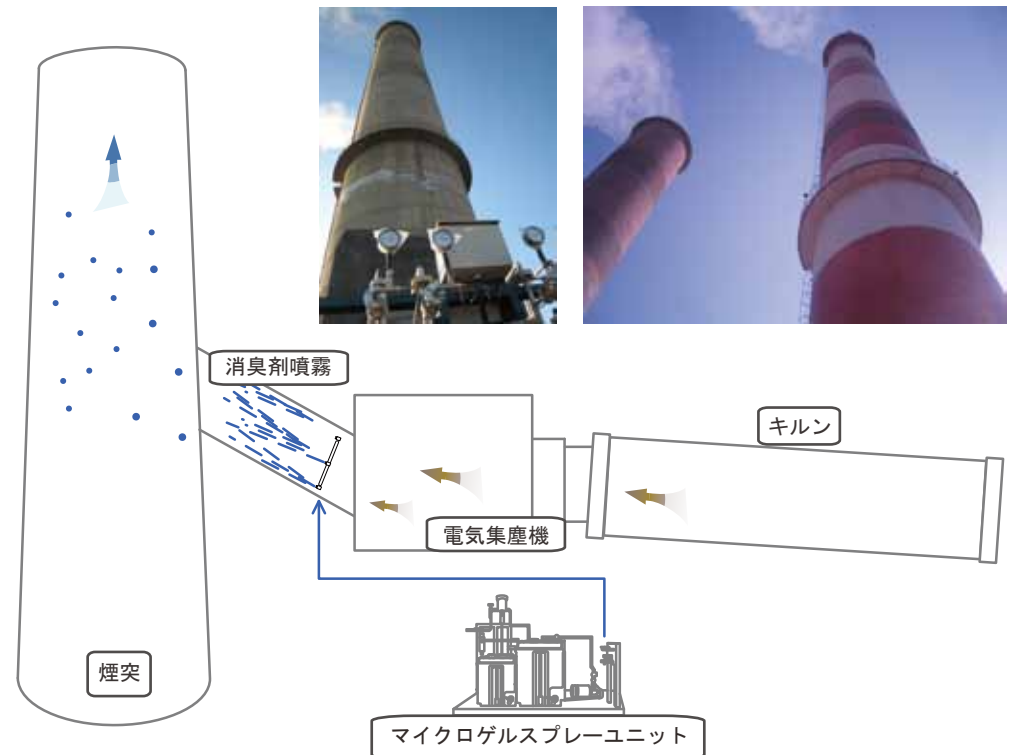 消臭剤噴霧
キルン
電気集塵機
煙突
マイクロゲルスプレーユニット